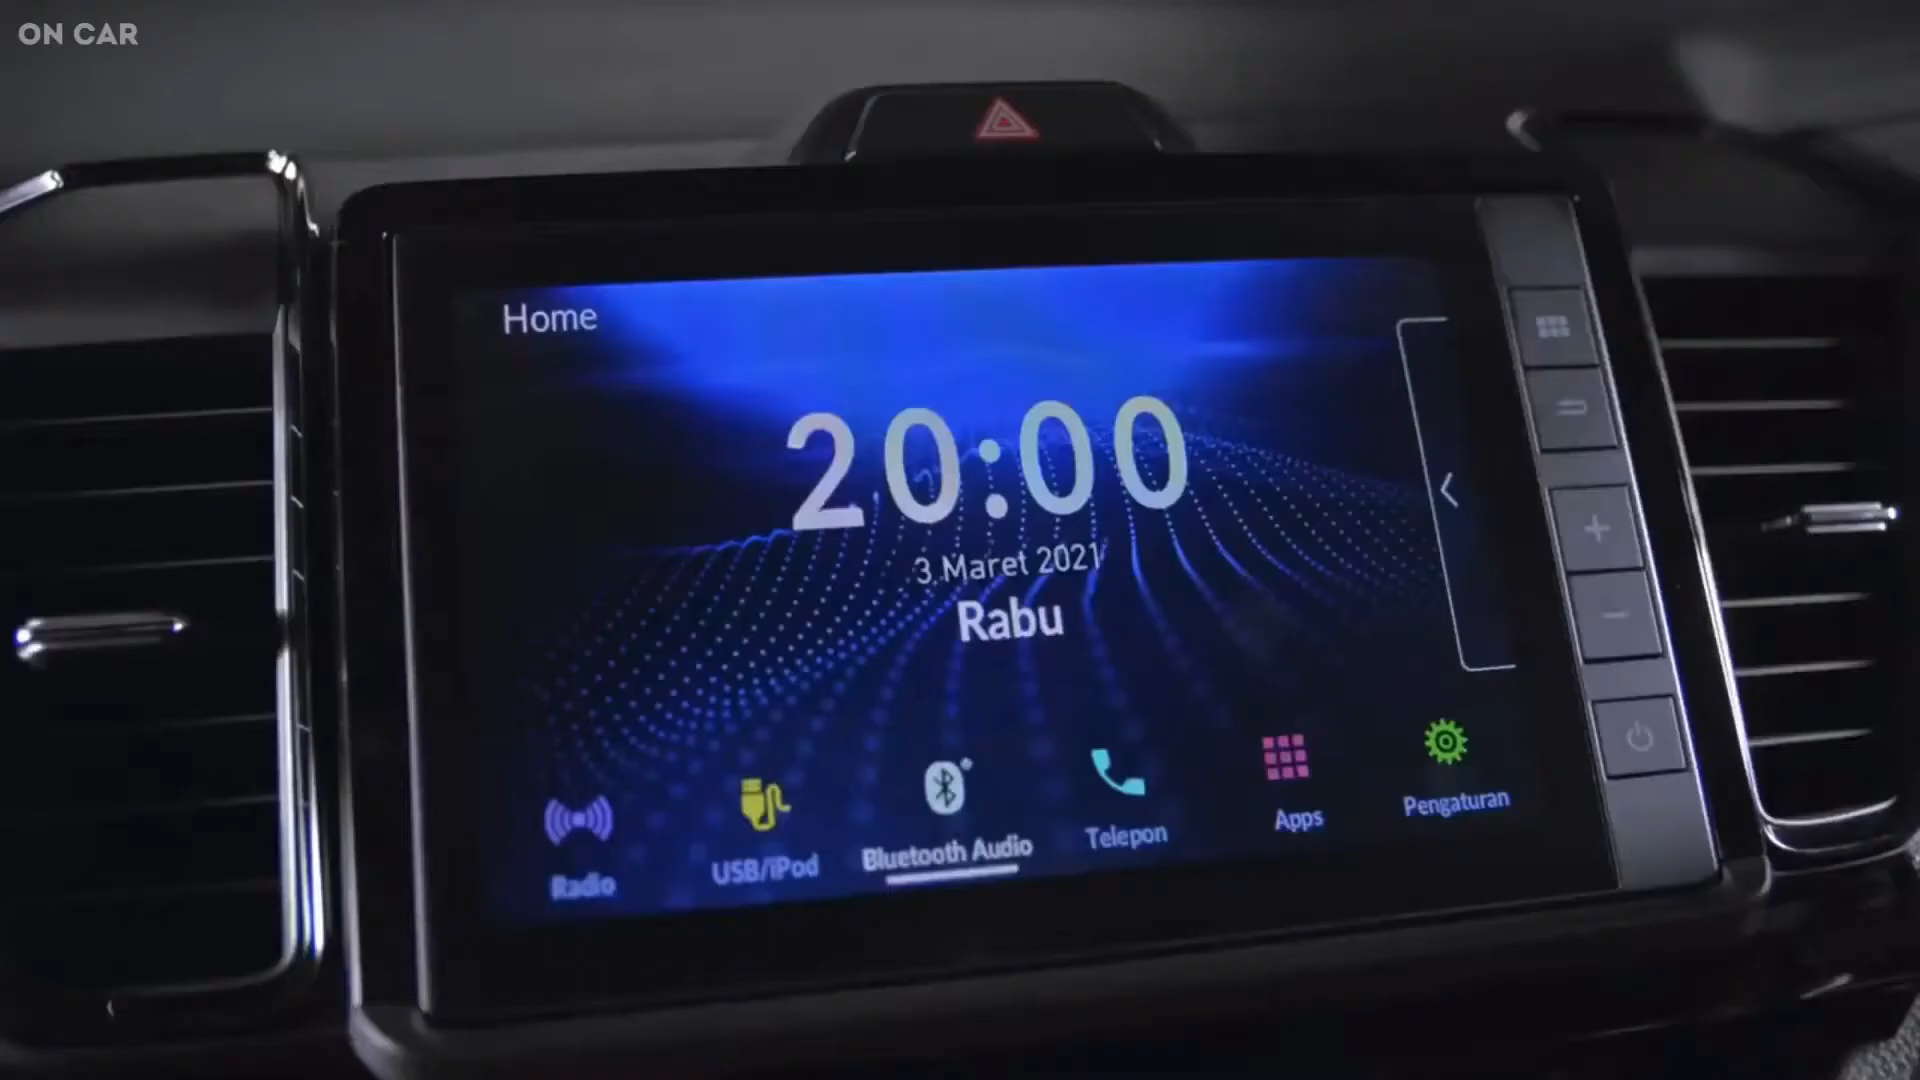 ON CAR
Home
20:00
3 Maret 2021
Rabu
Radio
USB/iPod
Bluetooth Audio
Telepon
Apps
Pengaturan